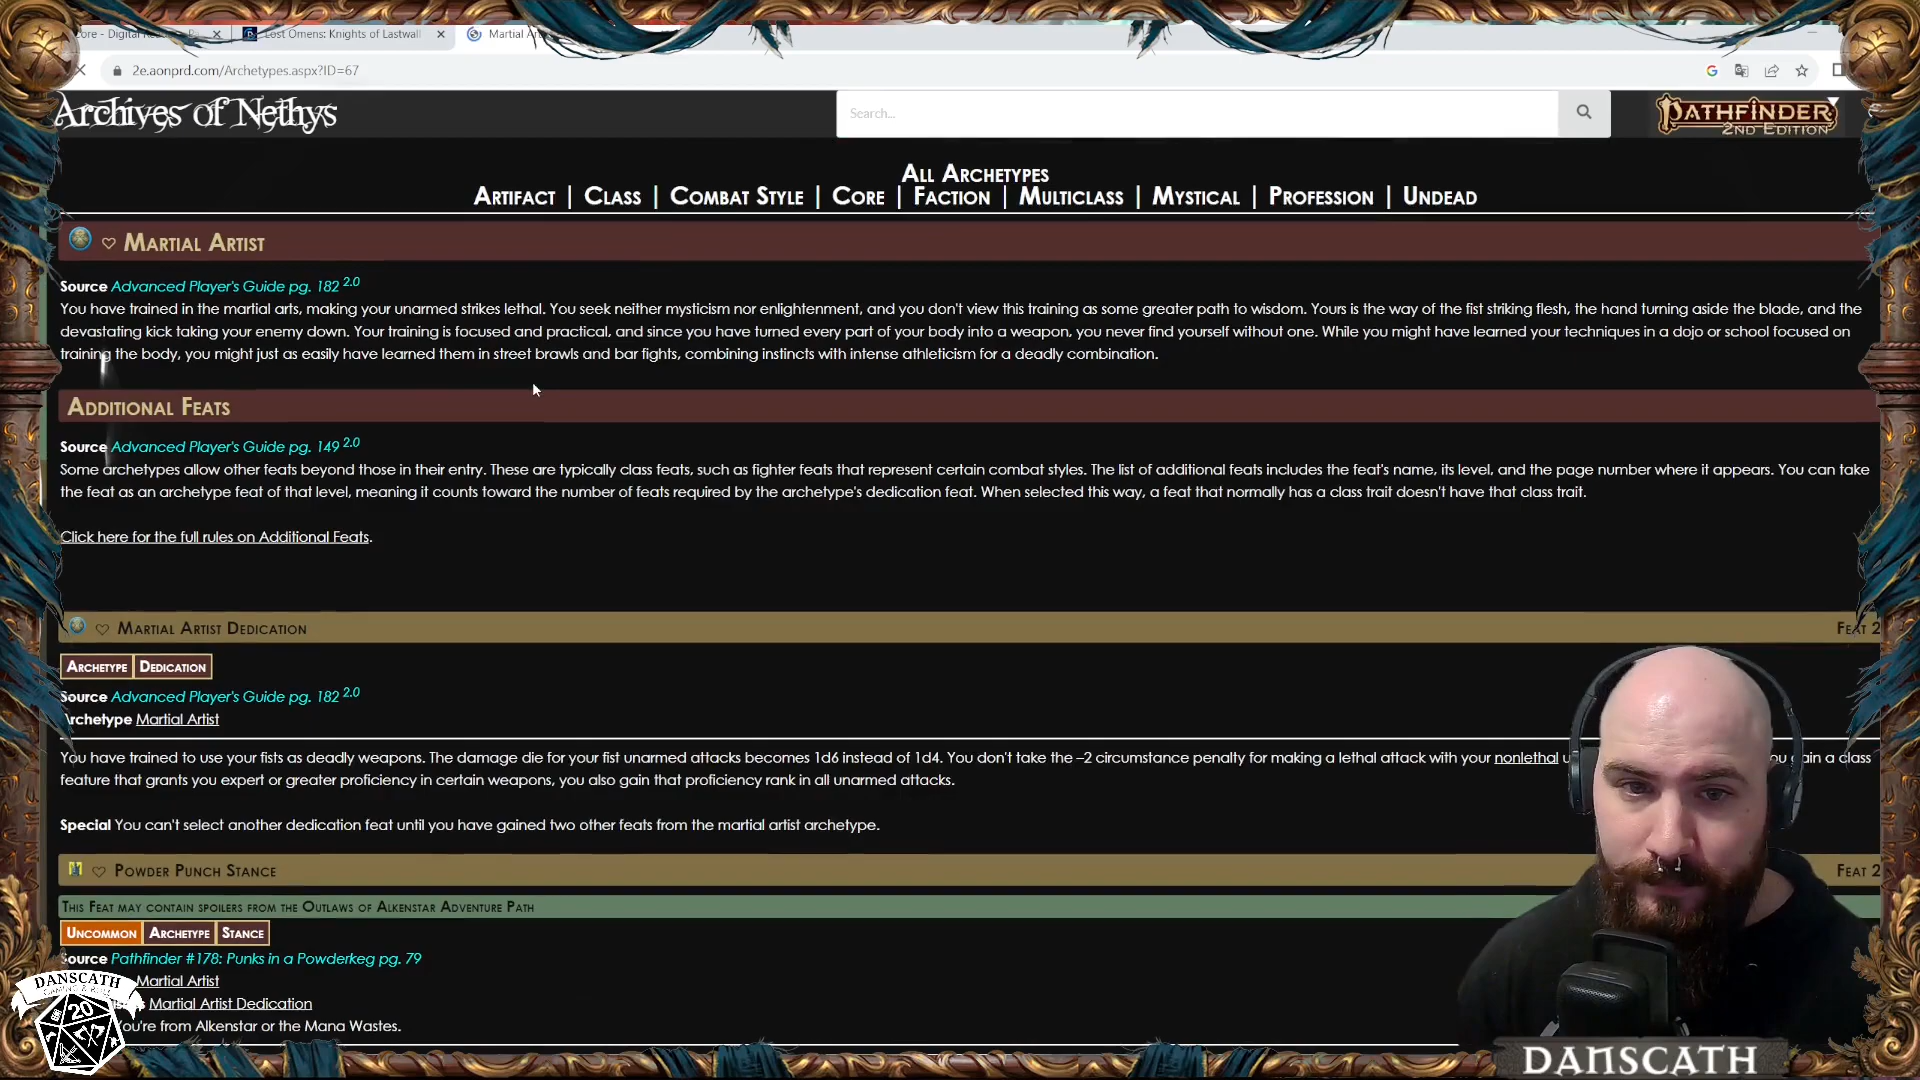 Core - Digital
Lost Omens: Knights of Lastwall
Martial
2e.aonprd.com/Archetypes.aspx?ID=67
Archives of Nethys
Search...
PATHFINDER
2ND EDITION
All Archetypes
Artifact | Class | Combat Style | Core | Faction | Multiclass | Mystical | Profession | Undead
Martial Artist
Source Advanced Player's Guide pg. 182 2.0
You have trained in the martial arts, making your unarmed strikes lethal. You seek neither mysticism nor enlightenment, and you don't view this training as some greater path to wisdom. Yours is the way of the fist striking flesh, the hand turning aside the blade, and the
devastating kick taking your enemy down. Your training is focused and practical, and since you have turned every part of your body into a weapon, you never find yourself without one. While you might have learned your techniques in a dojo or school focused on
training the body, you might just as easily have learned them in street brawls and bar fights, combining instincts with intense athleticism for a deadly combination.
Additional Feats
Source Advanced Player's Guide pg. 149 2.0
Some archetypes allow other feats beyond those in their entry. These are typically class feats, such as fighter feats that represent certain combat styles. The list of additional feats includes the feat's name, its level, and the page number where it appears. You can take
the feat as an archetype feat of that level, meaning it counts toward the number of feats required by the archetype's dedication feat. When selected this way, a feat that normally has a class trait doesn't have that class trait.
Click here for the full rules on Additional Feats.
Martial Artist Dedication Feat 2
Archetype Dedication
Source Advanced Player's Guide pg. 182 2.0
Archetype Martial Artist
You have trained to use your fists as deadly weapons. The damage die for your fist unarmed attacks becomes 1d6 instead of 1d4. You don't take the –2 circumstance penalty for making a lethal attack with your nonlethal you gain a class
feature that grants you expert or greater proficiency in certain weapons, you also gain that proficiency rank in all unarmed attacks.
Special You can't select another dedication feat until you have gained two other feats from the martial artist archetype.
Powder Punch Stance Feat 2
This Feat may contain spoilers from the Outlaws of Alkenstar Adventure Path
Uncommon Archetype Stance
Source Pathfinder #178: Punks in a Powderkeg pg. 79
Martial Artist
Martial Artist Dedication
You're from Alkenstar or the Mana Wastes.
DANSCATH
20
DANSCATH